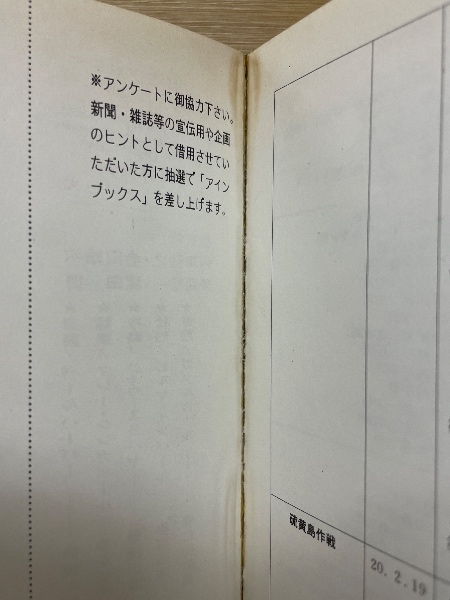 ※アンケートに御協力下さい。
新聞・雑誌等の宣伝用や企画
のヒントとして借用させてい
ただいた方に抽選で「アイン
ブックス」を差し上げます。
硫黄島作戦
20.2.19